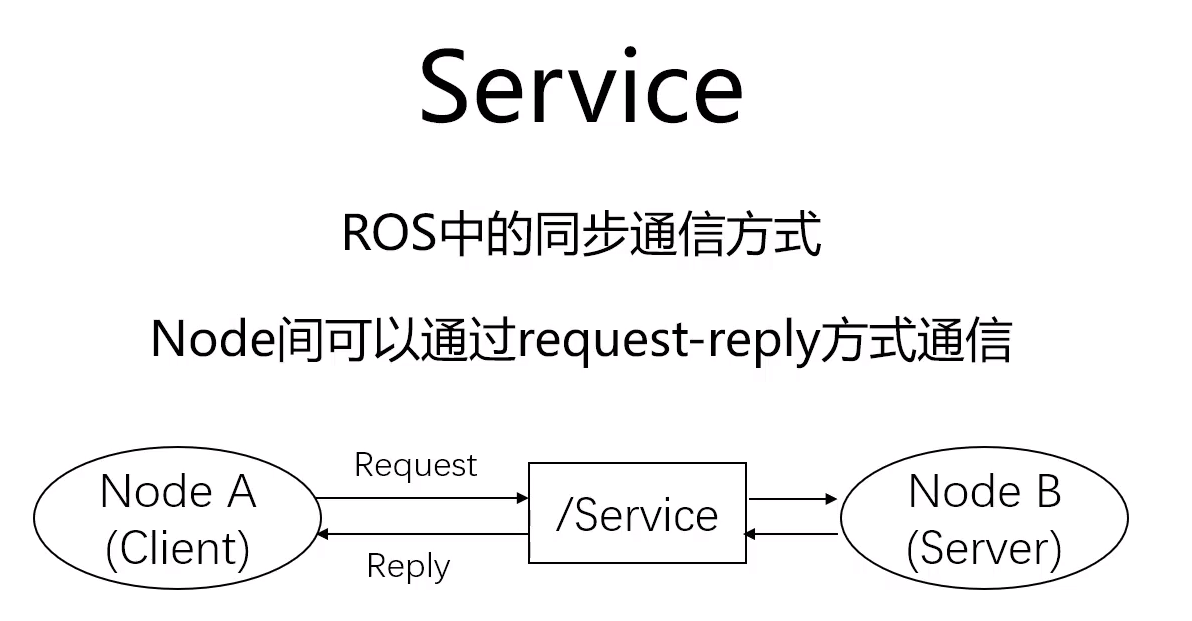 Service
ROS中的同步通信方式
Node间可以通过request-reply方式通信
Node A
(Client)
Request
Reply
/Service
Node B
(Server)